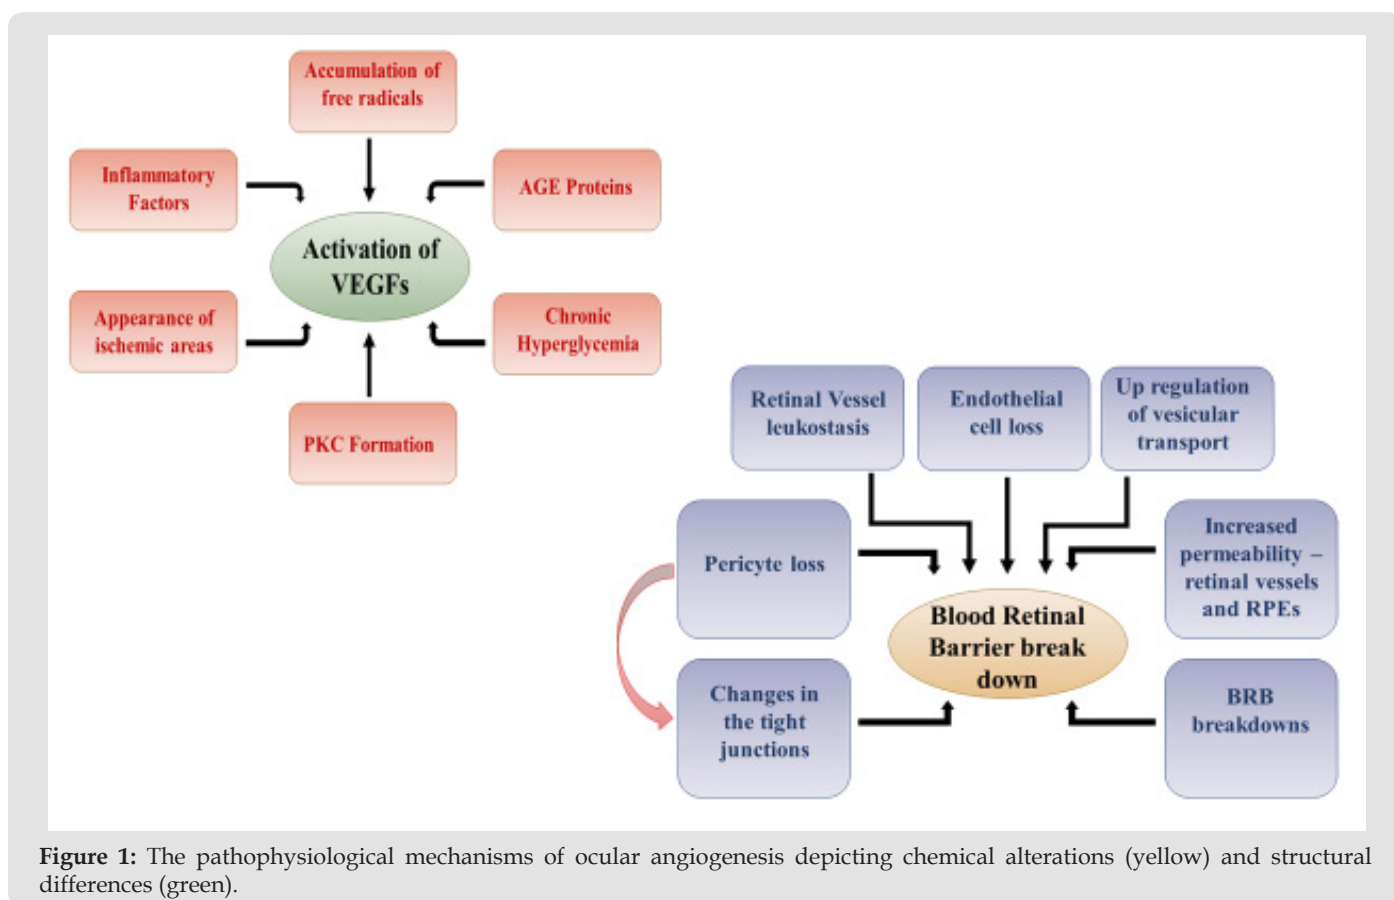 Accumulation of
free radicals
Inflammatory
Factors
AGE Proteins
Activation of
VEGFs
Appearance of
ischemic areas
Chronic
Hyperglycemia
PKC Formation
Retinal Vessel
leukostasis
Endothelial
cell loss
Up regulation
of vesicular
transport
Pericyte loss
Increased
permeability –
retinal vessels
and RPEs
Blood Retinal
Barrier break
down
Changes in
the tight
junctions
BRB
breakdowns
Figure 1: The pathophysiological mechanisms of ocular angiogenesis depicting chemical alterations (yellow) and structural
differences (green).